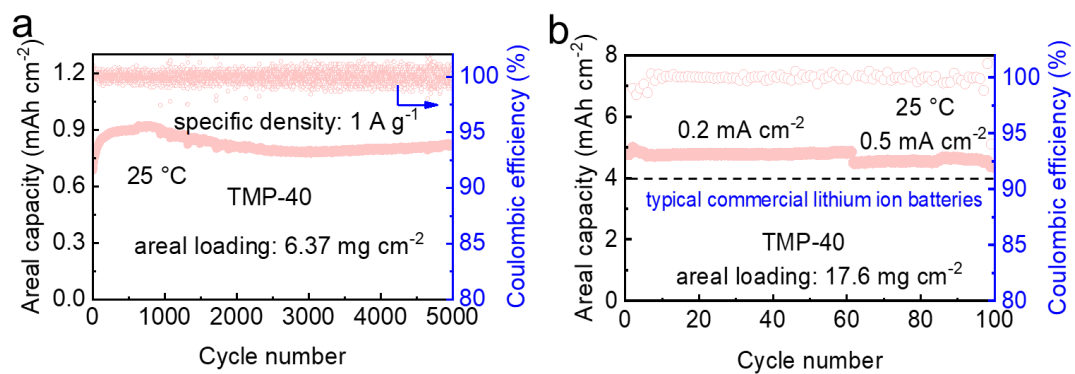 a
Areal capacity (mAh cm-2)
1.2
0.9
0.6
0.3
0.0
specific density: 1 A g-1
25 °C
TMP-40
areal loading: 6.37 mg cm-2
100
95
90
85
80
Coulombic efficiency (%)
0 1000 2000 3000 4000 5000
Cycle number
b
Areal capacity (mAh cm-2)
8
6
4
2
0
25 °C
0.2 mA cm-2
0.5 mA cm-2
typical commercial lithium ion batteries
TMP-40
areal loading: 17.6 mg cm-2
100
95
90
85
80
Coulombic efficiency (%)
0 20 40 60 80 100
Cycle number